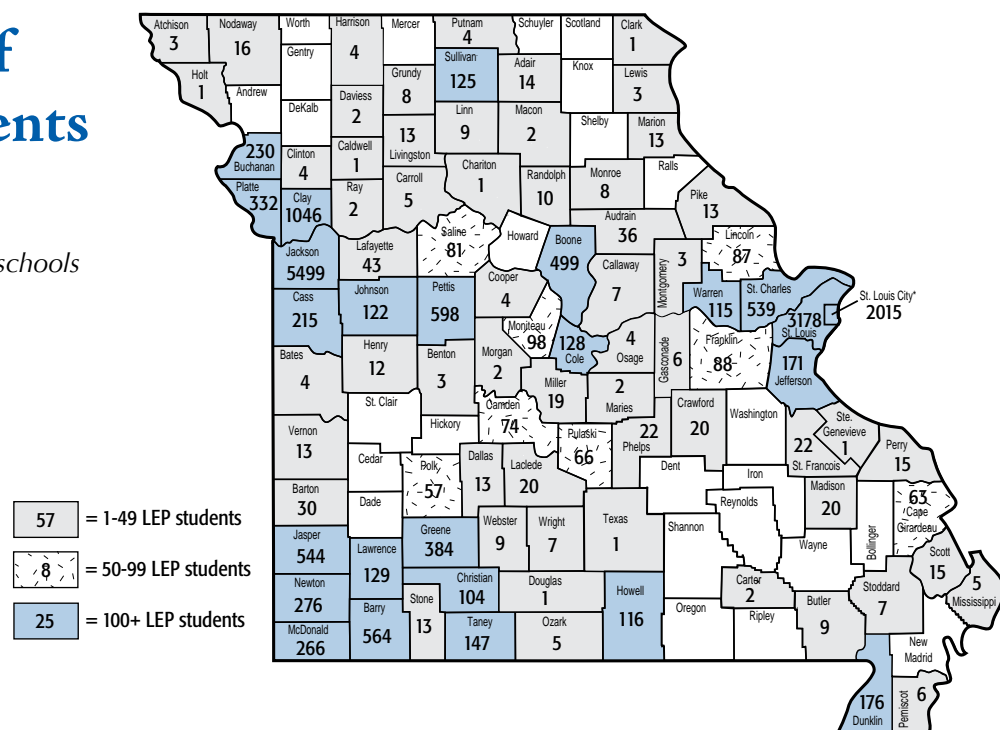 f
ents
schools
57 = 1-49 LEP students
8 = 50-99 LEP students
25 = 100+ LEP students
Atchison 3
Nodaway 16
Worth
Harrison 4
Mercer
Putnam 4
Schuyler
Scotland
Clark 1
Gentry
Sullivan 125
Adair 14
Knox
Lewis 3
Holt 1
Andrew
Grundy 8
DeKalb
Daviess 2
Linn 9
Macon 2
Shelby
Marion 13
13 Livingston
230 Buchanan
Clinton 4
Caldwell 1
Chariton 1
Randolph 10
Monroe 8
Ralls
Platte 332
Clay 1046
Ray 2
Carroll 5
Pike 13
Audrain 36
Saline 81
Howard
Boone 499
Lincoln 87
Jackson 5499
Lafayette 43
Callaway 7
Montgomery 3
Cooper 4
Warren 115
St. Charles 539
St. Louis City*
2015
3178 St. Louis
Cass 215
Johnson 122
Pettis 598
Moniteau 98
128 Cole
4 Osage
Gasconade 6
Franklin 88
171 Jefferson
Bates 4
Henry 12
Benton 3
Morgan 2
Miller 19
2 Maries
Crawford 20
Washington
St. Clair
Hickory
Camden 74
Pulaski 66
22 Phelps
22 St. Francois
Ste. Genevieve 1
Perry 15
Vernon 13
Cedar
Polk 57
Dallas 13
Laclede 20
Dent
Iron
Madison 20
63 Cape Girardeau
Barton 30
Dade
Reynolds
Bollinger
Jasper 544
Lawrence 129
Greene 384
Webster 9
Wright 7
Texas 1
Shannon
Wayne
Scott 15
5 Mississippi
Newton 276
Christian 104
Douglas 1
Howell 116
Carter 2
Stoddard 7
McDonald 266
Barry 564
Stone 13
Taney 147
Ozark 5
Oregon
Ripley
Butler 9
New Madrid
176 Dunklin
Pemiscot 6